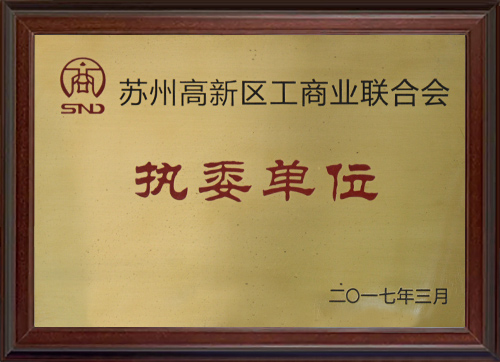 商
SND
苏州高新区工商业联合会
执委单位
二〇一七年三月